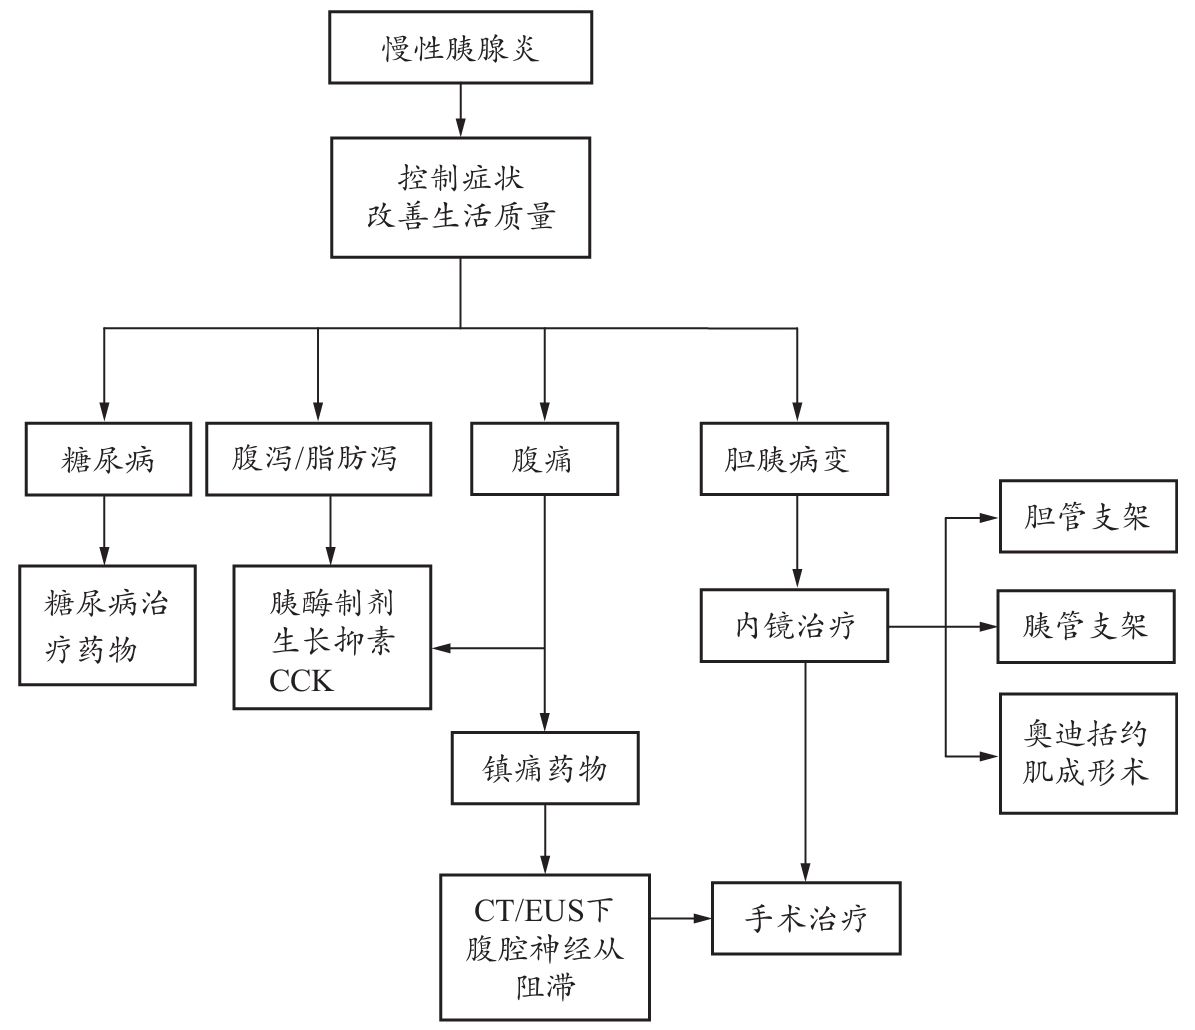 慢性胰腺炎
控制症状
改善生活质量
糖尿病
腹泻/脂肪泻
腹痛
胆胰病变
糖尿病治
疗药物
胰酶制剂
生长抑素
CCK
内镜治疗
胆管支架
胰管支架
奥迪括约
肌成形术
镇痛药物
CT/EUS下
腹腔神经从
阻滞
手术治疗